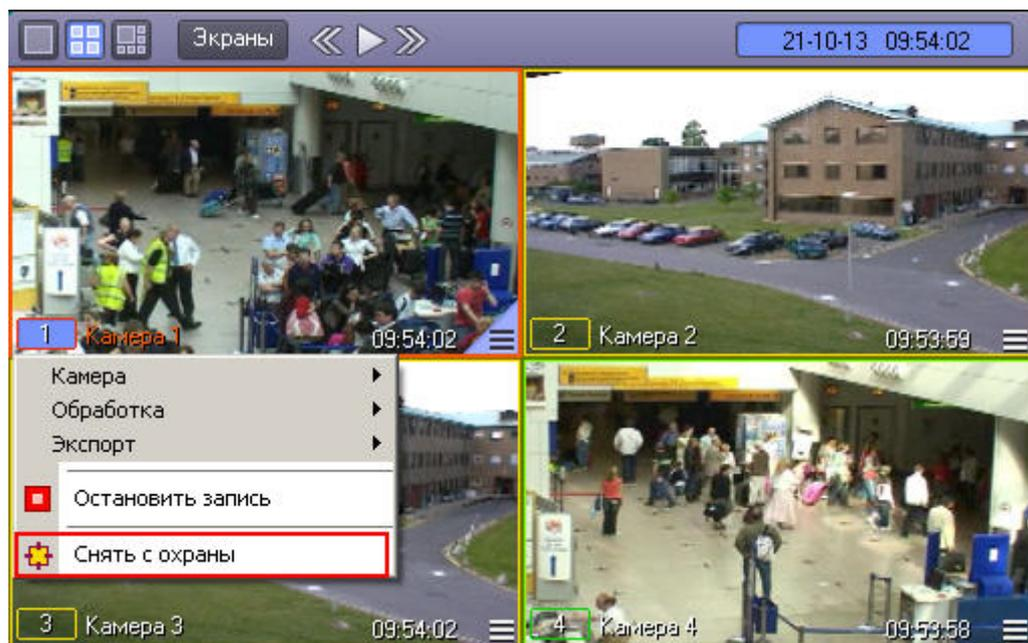 Экраны
21-10-13 09:54:02
1 Камера 1 09:54:02
2 Камера 2 09:53:59
Камера
Обработка
Экспорт
Остановить запись
Снять с охраны
3 Камера 3 09:54:02
4 Камера 4 09:53:58